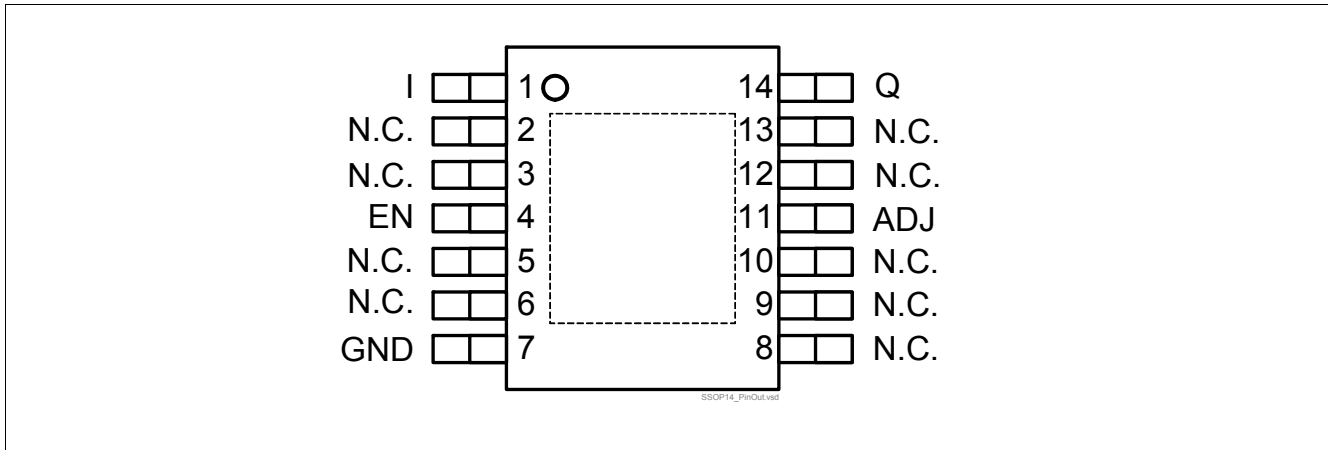 I 1 14 Q
N.C. 2 13 N.C.
N.C. 3 12 N.C.
EN 4 11 ADJ
N.C. 5 10 N.C.
N.C. 6 9 N.C.
GND 7 8 N.C.
SSOP14_PinOut.vsd